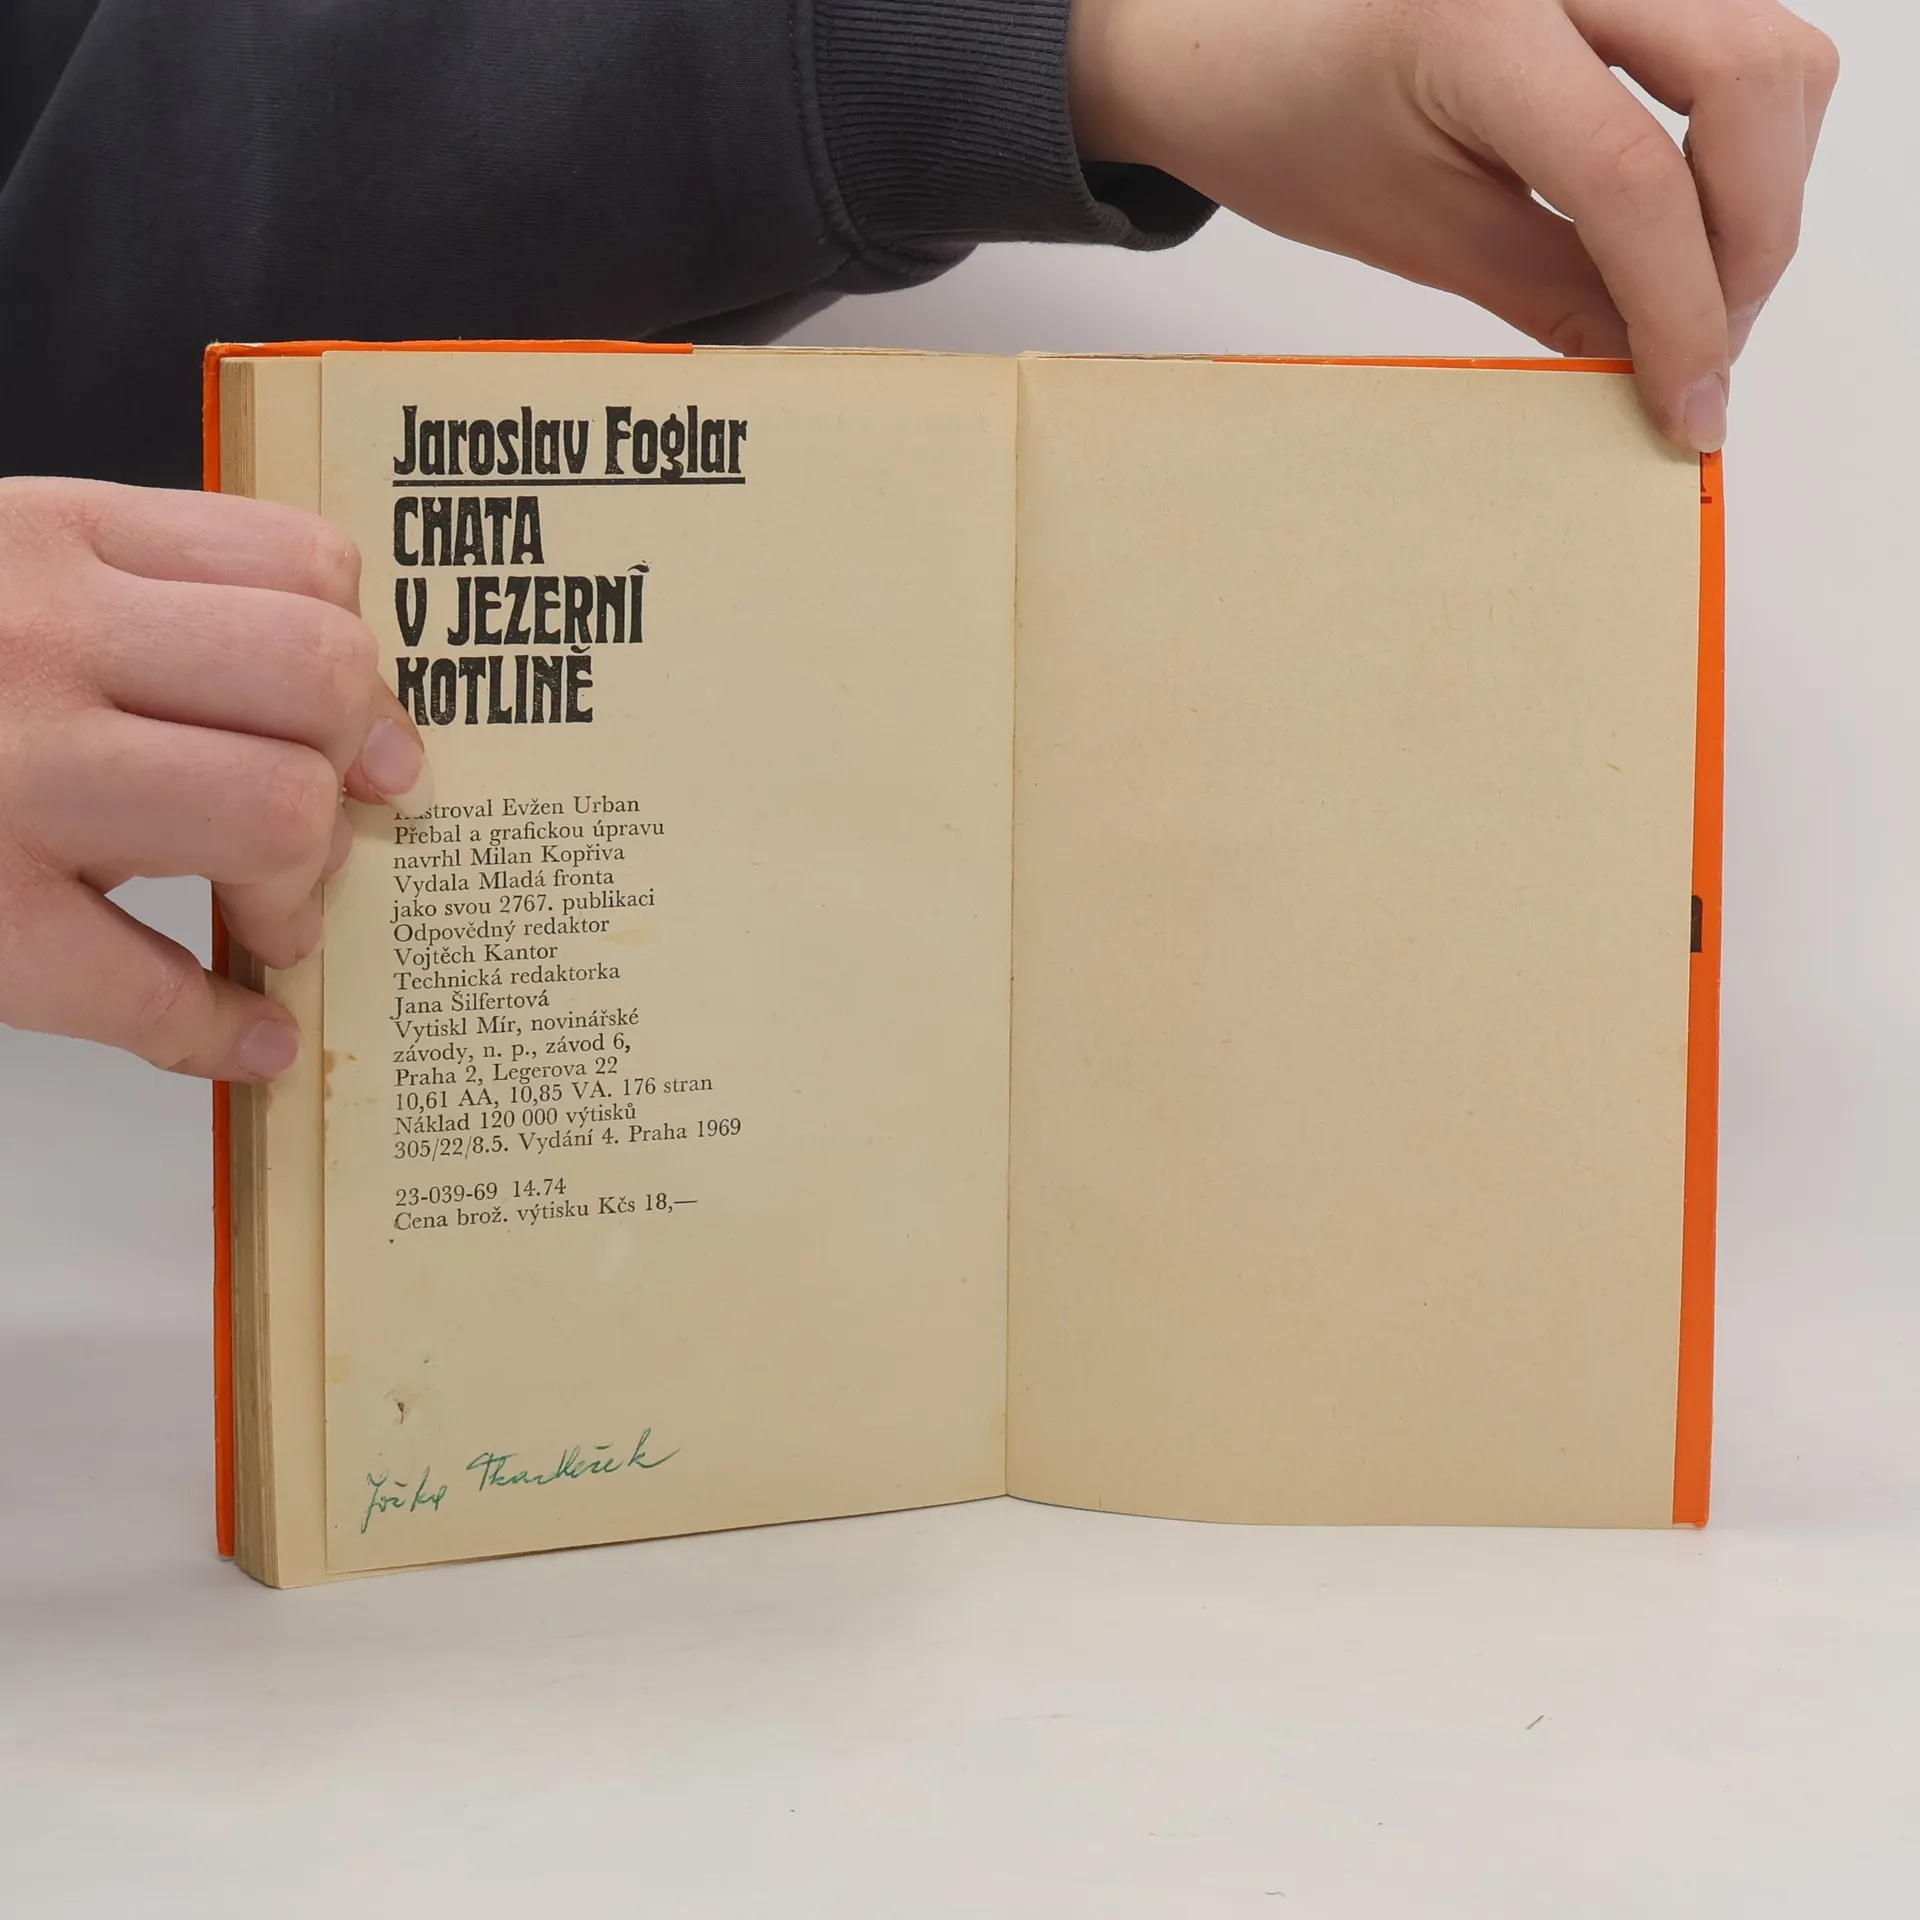 Jaroslav Foglar
CHATA
V JEZERNÍ
KOTLINĚ
Ilustroval Evžen Urban
Přebal a grafickou úpravu
navrhl Milan Kopřiva
Vydala Mladá fronta
jako svou 2767. publikaci
Odpovědný redaktor
Vojtěch Kantor
Technická redaktorka
Jana Šilfertová
Vytiskl Mír, novinářské
závody, n. p., závod 6,
Praha 2, Legerova 22
10,61 AA, 10,85 VA. 176 stran
Náklad 120 000 výtisků
305/22/8.5. Vydání 4. Praha 1969
23-039-69 14.74
Cena brož. výtisku Kčs 18,—